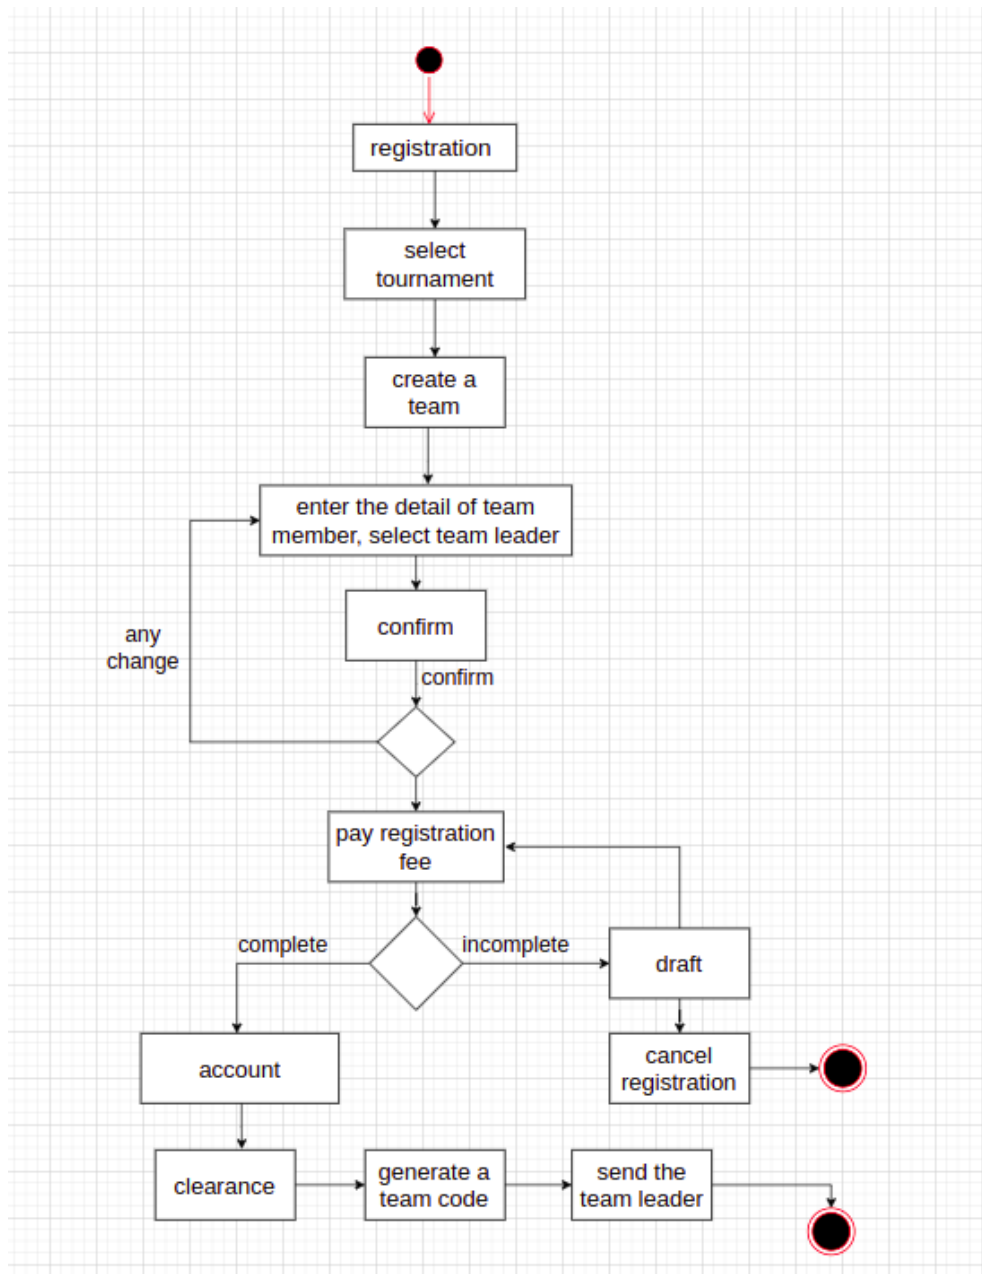 registration
select
tournament
create a
team
enter the detail of team
member, select team leader
confirm
any
change
confirm
pay registration
fee
complete
incomplete
draft
account
cancel
registration
clearance
generate a
team code
send the
team leader